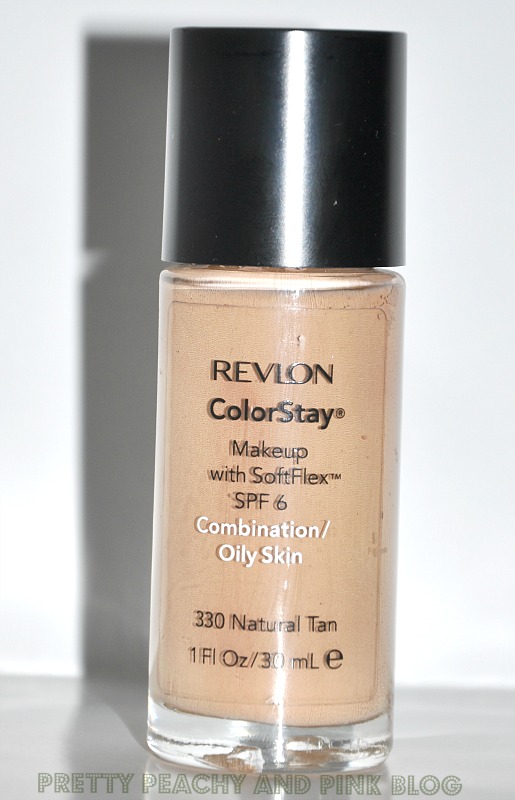 REVLON
ColorStay®
Makeup
with SoftFlex™
SPF 6
Combination/
Oily Skin
330 Natural Tan
1 Fl Oz/30 mL ℮
PRETTY PEACHY AND PINK BLOG